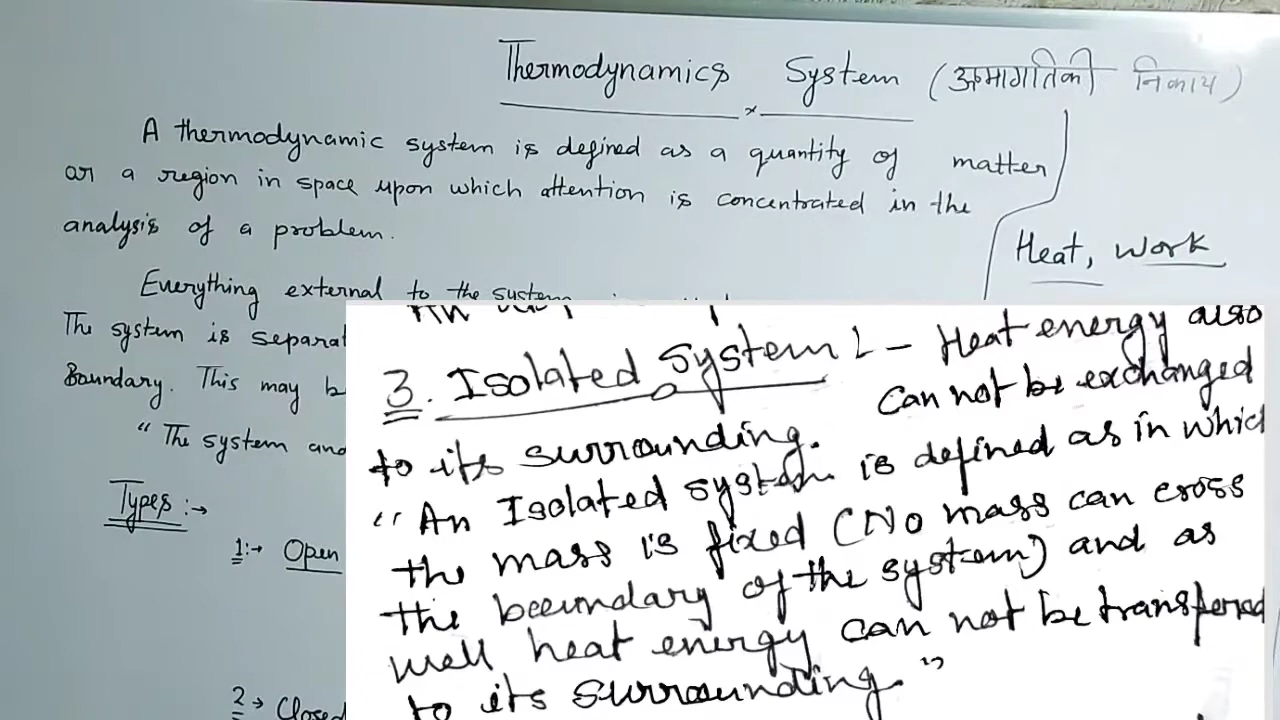 Thermodynamics System (ऊष्मागतिकी निकाय)
A thermodynamic system is defined as a quantity of matter
or a region in space upon which attention is concentrated in the
analysis of a problem.
Heat, Work
Everything external to the system
The system is separat
Boundary. This may b
" The system and
Types :→
1:→ Open
2 → Closed
3. Isolated System :- Heat energy also
can not be exchanged
to its surrounding.
" An Isolated system is defined as in which
the mass is fixed (No mass can cross
the boundary of the system) and as
well heat energy can not be transferred
to its surrounding. "